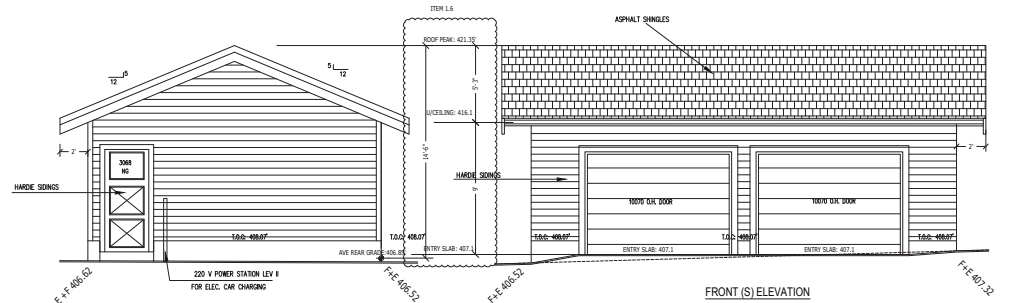 ITEM 1.6
ASPHALT SHINGLES
ROOF PEAK: 421.35'
5
12
5
12
5'-3"
U/CEILING: 416.1
14'-6"
9'
2'
2'
3068
NG
HARDIE SIDINGS
HARDIE SIDINGS
10070 O.H. DOOR
10070 O.H. DOOR
T.O.C: 408.07'
T.O.C: 408.07'
T.O.C: 408.07'
T.O.C: 408.07'
AVE REAR GRADE:406.85
ENTRY SLAB: 407.1
ENTRY SLAB: 407.1
ENTRY SLAB: 407.1
220 V POWER STATION LEV II
FOR ELEC. CAR CHARGING
E +F 406.62
F+E 406.52
F+E 406.52
F+E 407.32
FRONT (S) ELEVATION